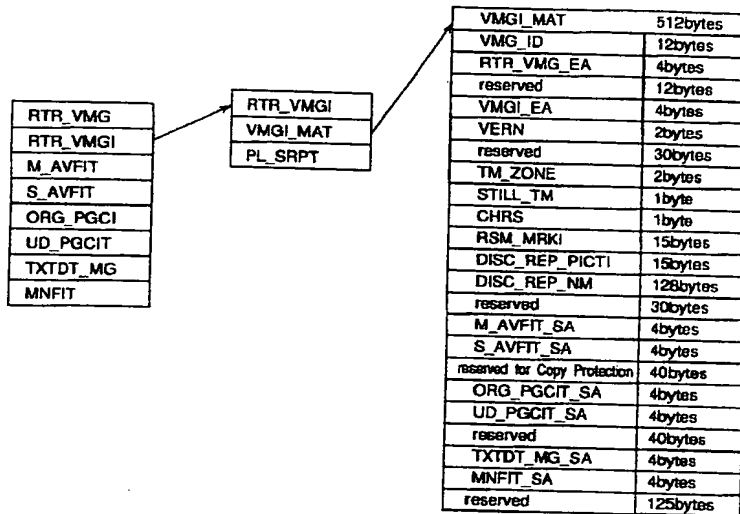 RTR_VMG
RTR_VMGI
M_AVFIT
S_AVFIT
ORG_PGCI
UD_PGCIT
TXTDT_MG
MNFIT
RTR_VMGI
VMGI_MAT
PL_SRPT
VMGI_MAT 512bytes
VMG_ID 12bytes
RTR_VMG_EA 4bytes
reserved 12bytes
VMGI_EA 4bytes
VERN 2bytes
reserved 30bytes
TM_ZONE 2bytes
STILL_TM 1byte
CHRS 1byte
RSM_MRKI 15bytes
DISC_REP_PICTI 15bytes
DISC_REP_NM 128bytes
reserved 30bytes
M_AVFIT_SA 4bytes
S_AVFIT_SA 4bytes
reserved for Copy Protection 40bytes
ORG_PGCIT_SA 4bytes
UD_PGCIT_SA 4bytes
reserved 40bytes
TXTDT_MG_SA 4bytes
MNFIT_SA 4bytes
reserved 125bytes